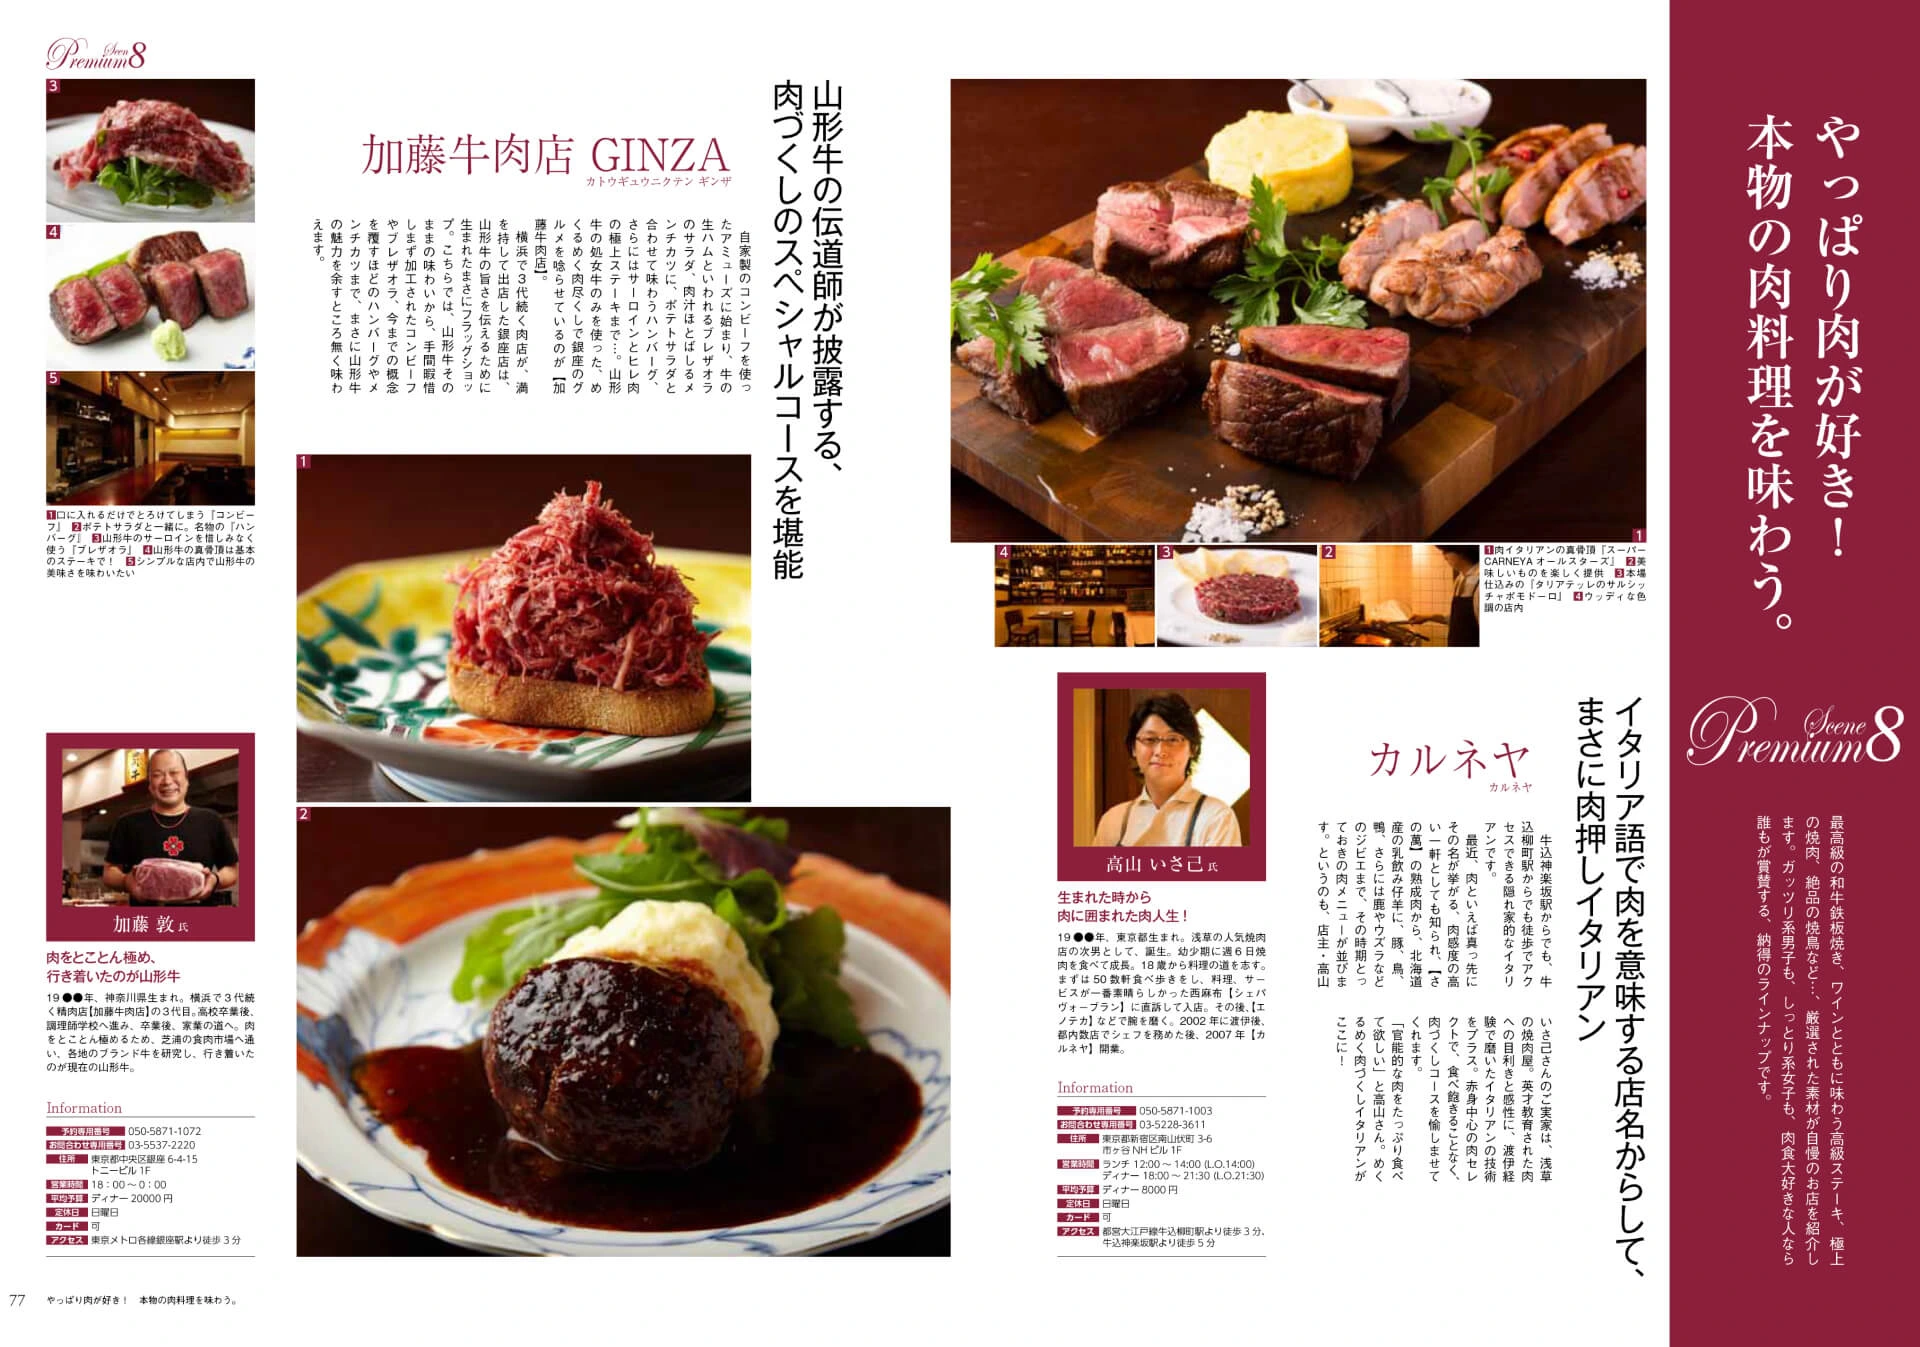 やっぱり肉が好き！
本物の肉料理を味わう。
Scene
Premium8
最高級の和牛鉄板焼き、ワインとともに味わう高級ステーキ、極上
の焼肉、絶品の焼鳥など…、厳選された素材が自慢のお店を紹介し
ます。ガッツリ系男子も、しっとり系女子も、肉食大好きな人なら
誰もが賞賛する、納得のラインナップです。
1
4
3
2
1肉イタリアンの真骨頂『スーパー
CARNEYA オールスターズ』 2美
味しいものを楽しく提供 3本場
仕込みの『タリアテッレのサルシッ
チャポモドーロ』 4ウッディな色
調の店内
イタリア語で肉を意味する店名からして、
まさに肉押しイタリアン
カルネヤ
カルネヤ
牛込神楽坂駅からでも、牛
込柳町駅からでも徒歩でアク
セスできる隠れ家的なイタリ
アンです。
最近、肉といえば真っ先に
その名が挙がる、肉感度の高
い一軒としても知られ、【さ
の萬】の熟成肉から、北海道
産の乳飲み仔羊に、豚、鳥、
鴨、さらには鹿やウズラなど
のジビエまで、その時期とっ
ておきの肉メニューが並びま
す。というのも、店主・高山
いさ己さんのご実家は、浅草
の焼肉屋。英才教育された肉
への目利きと感性に、渡伊経
験で磨いたイタリアンの技術
をプラス。赤身中心の肉セレ
クトで、食べ飽きることなく、
肉づくしコースを愉しませて
くれます。
「官能的な肉をたっぷり食べ
て欲しい」と高山さん。めく
るめく肉づくしイタリアンが
ここに！
高山 いさ己 氏
生まれた時から
肉に囲まれた肉人生！
19●●年、東京都生まれ。浅草の人気焼肉
店の次男として、誕生。幼少期に週６日焼
肉を食べて成長。18 歳から料理の道を志す。
まずは 50 数軒食べ歩きをし、料理、サー
ビスが一番素晴らしかった西麻布【シェパ
ヴォーブラン】に直訴して入店。その後、【エ
ノテカ】などで腕を磨く。2002 年に渡伊後、
都内数店でシェフを務めた後、2007 年【カ
ルネヤ】開業。
Information
予約専用番号 050-5871-1003
お問合わせ専用番号 03-5228-3611
住所 東京都新宿区南山伏町 3-6
市ヶ谷 NH ビル 1F
営業時間 ランチ 12:00 ～ 14:00 (L.O.14:00)
ディナー 18:00 ～ 21:30 (L.O.21:30)
平均予算 ディナー 8000 円
定休日 日曜日
カード 可
アクセス 都営大江戸線牛込柳町駅より徒歩 3 分、
牛込神楽坂駅より徒歩 5 分
山形牛の伝道師が披露する、
肉づくしのスペシャルコースを堪能
加藤牛肉店 GINZA
カトウギュウニクテン ギンザ
自家製のコンビーフを使っ
たアミューズに始まり、牛の
生ハムといわれるブレザオラ
のサラダ、肉汁ほとばしるメ
ンチカツに、ポテトサラダと
合わせて味わうハンバーグ、
さらにはサーロインとヒレ肉
の極上ステーキまで…。山形
牛の処女牛のみを使った、め
くるめく肉尽くしで銀座のグ
ルメを唸らせているのが【加
藤牛肉店】。
横浜で３代続く肉店が、満
を持して出店した銀座店は、
山形牛の旨さを伝えるために
生まれたまさにフラッグショッ
プ。こちらでは、山形牛その
ままの味わいから、手間暇惜
しまず加工されたコンビーフ
やブレザオラ、今までの概念
を覆すほどのハンバーグやメ
ンチカツまで、まさに山形牛
の魅力を余すところ無く味わ
えます。
1
2
Scen
Premium8
3
4
5
1口に入れるだけでとろけてしまう『コンビー
フ』 2ポテトサラダと一緒に。名物の『ハン
バーグ』 3山形牛のサーロインを惜しみなく
使う『ブレザオラ』 4山形牛の真骨頂は基本
のステーキで！ 5シンプルな店内で山形牛の
美味さを味わいたい
加藤 敦 氏
肉をとことん極め、
行き着いたのが山形牛
19●●年、神奈川県生まれ。横浜で３代続
く精肉店【加藤牛肉店】の３代目。高校卒業後、
調理師学校へ進み、卒業後、家業の道へ。肉
をとことん極めるため、芝浦の食肉市場へ通
い、各地のブランド牛を研究し、行き着いた
のが現在の山形牛。
Information
予約専用番号 050-5871-1072
お問合わせ専用番号 03-5537-2220
住所 東京都中央区銀座 6-4-15
トニービル 1F
営業時間 18：00 ～ 0：00
平均予算 ディナー 20000 円
定休日 日曜日
カード 可
アクセス 東京メトロ各線銀座駅より徒歩 3 分
77 やっぱり肉が好き！ 本物の肉料理を味わう。